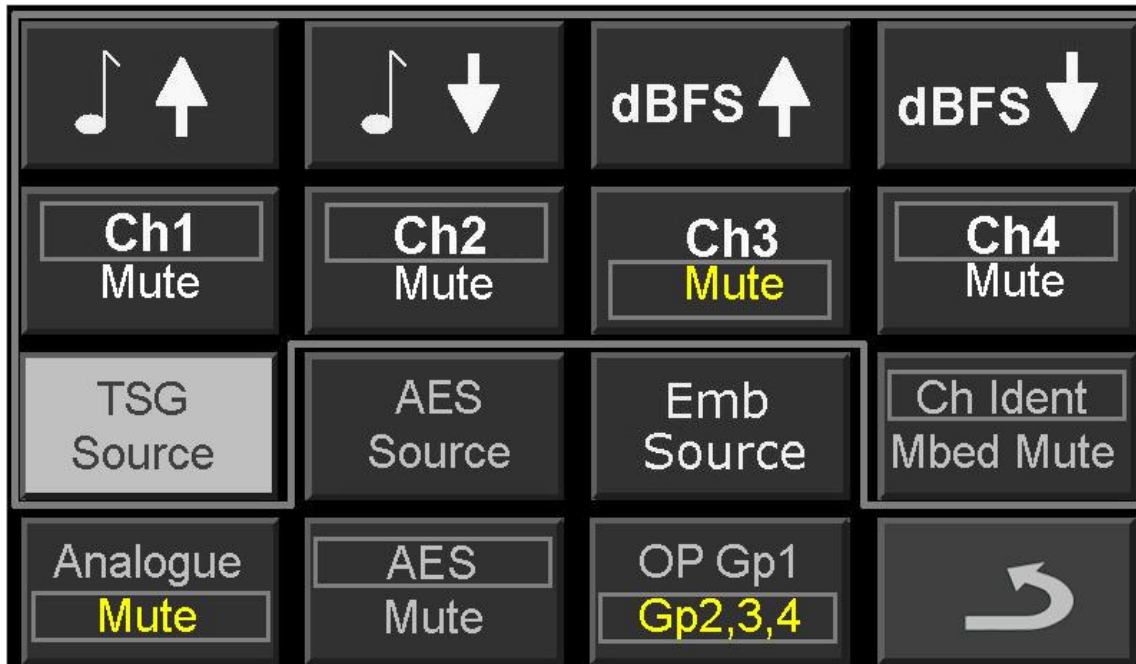 dBFS
dBFS
Ch1
Mute
Ch2
Mute
Ch3
Mute
Ch4
Mute
TSG
Source
AES
Source
Emb
Source
Ch Ident
Mbed Mute
Analogue
Mute
AES
Mute
OP Gp1
Gp2,3,4